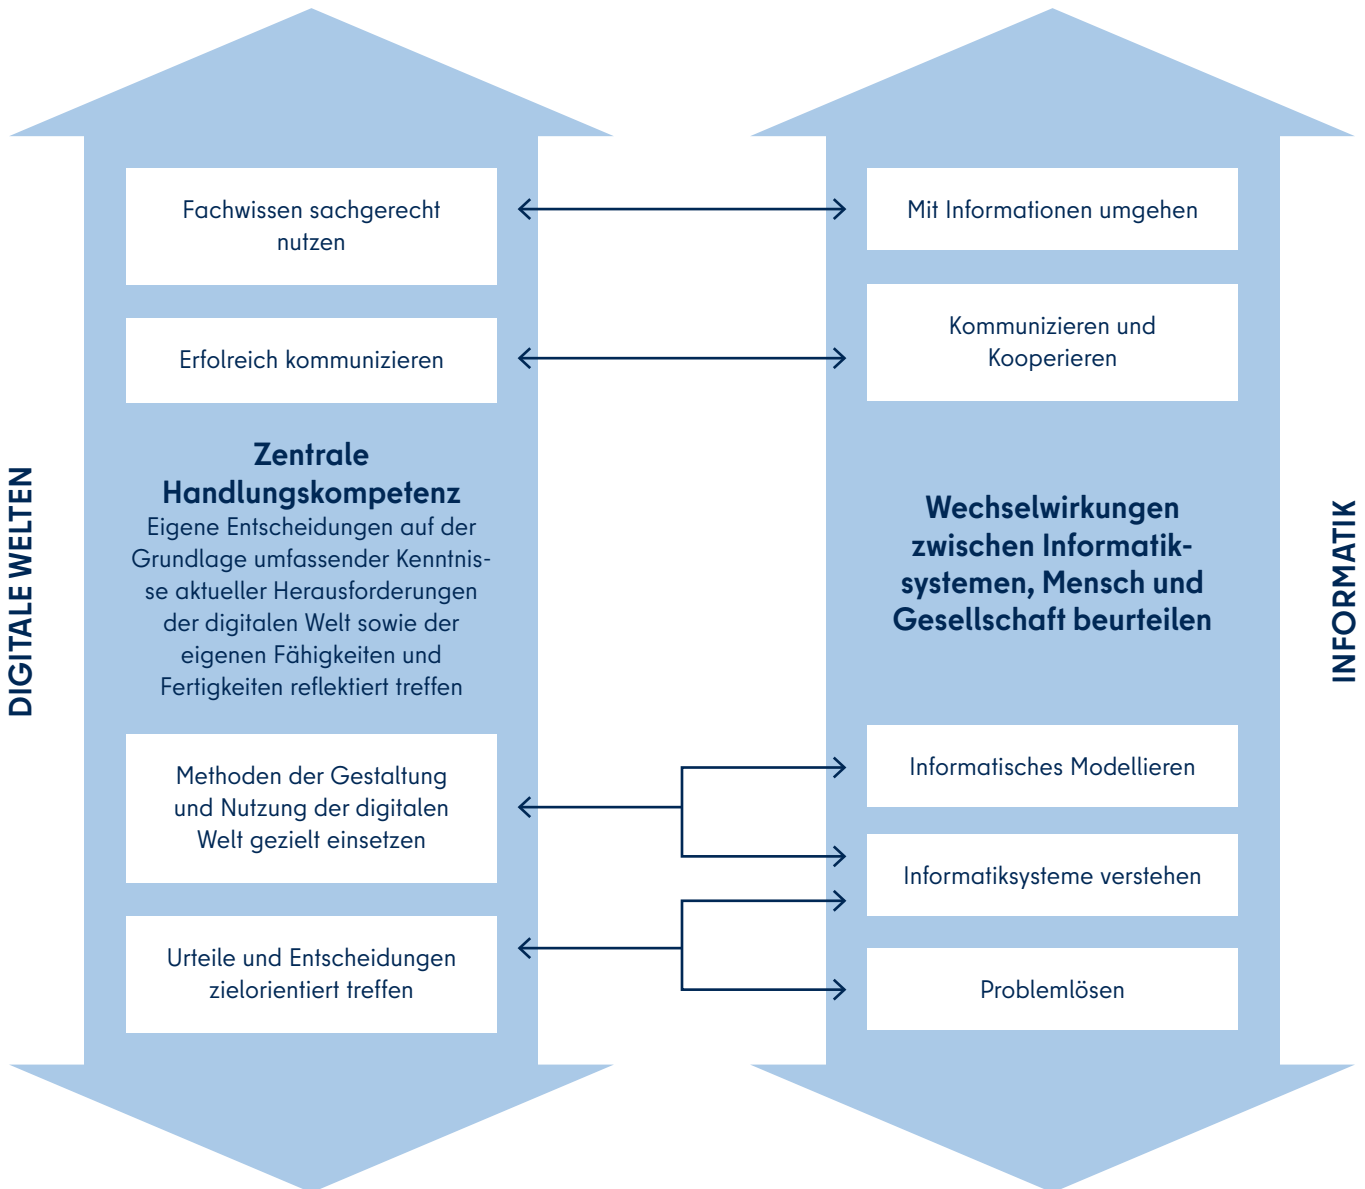 DIGITALE WELTEN
Fachwissen sachgerecht
nutzen
Erfolreich kommunizieren
Zentrale
Handlungskompetenz
Eigene Entscheidungen auf der
Grundlage umfassender Kenntnis-
se aktueller Herausforderungen
der digitalen Welt sowie der
eigenen Fähigkeiten und
Fertigkeiten reflektiert treffen
Methoden der Gestaltung
und Nutzung der digitalen
Welt gezielt einsetzen
Urteile und Entscheidungen
zielorientiert treffen
Mit Informationen umgehen
Kommunizieren und
Kooperieren
Wechselwirkungen
zwischen Informatik-
systemen, Mensch und
Gesellschaft beurteilen
Informatisches Modellieren
Informatiksysteme verstehen
Problemlösen
INFORMATIK